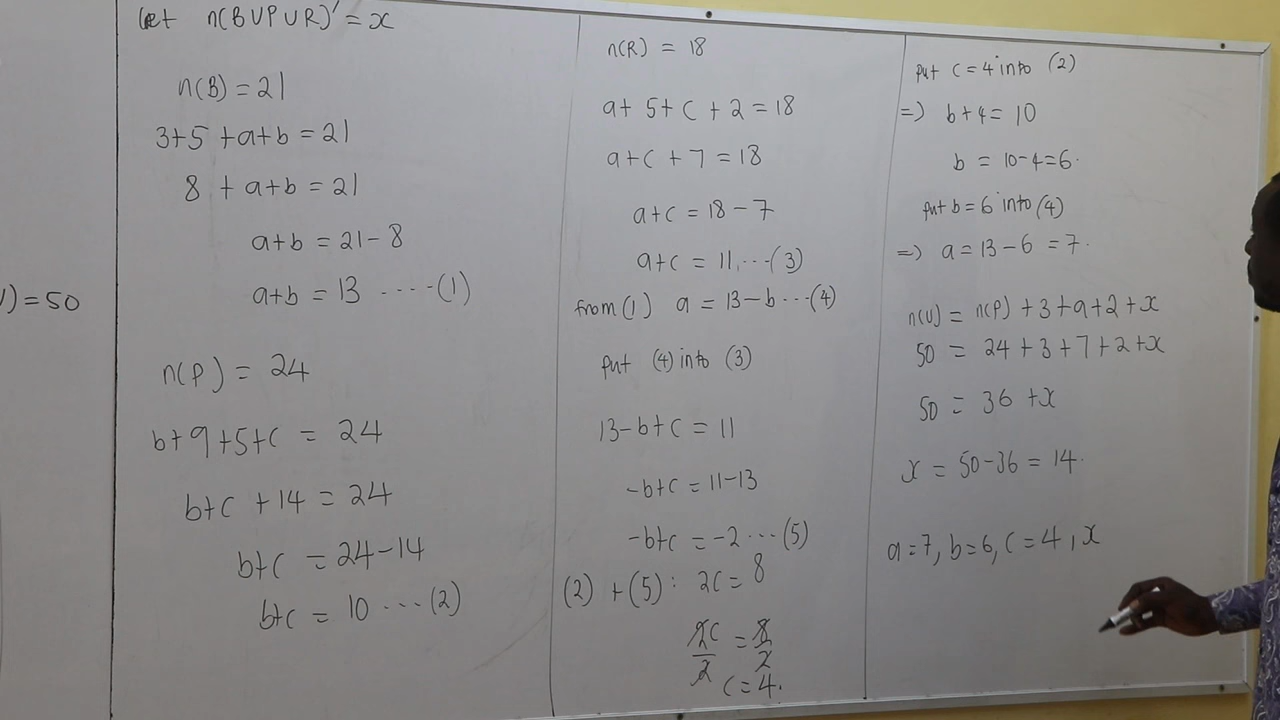 ) = 50
let n(BUPUR)' = x
n(B) = 21
3+5 +a+b = 21
8 + a+b = 21
a+b = 21-8
a+b = 13 ....(1)
n(P) = 24
b+9+5+c = 24
b+c +14 = 24
b+c = 24-14
b+c = 10 ...(2)
n(R) = 18
a+ 5+ c + 2 = 18
a+c + 7 = 18
a+c = 18 - 7
a+c = 11 ....(3)
from (1) a = 13-b ...(4)
put (4) into (3)
13-b+c = 11
-b+c = 11-13
-b+c = -2 ...(5)
(2) + (5): 2c = 8
2c/2 = 8/2
c=4.
put c = 4 into (2)
=) b+4 = 10
b = 10-4=6.
put b = 6 into (4)
=) a = 13-6 = 7.
n(U) = n(P) + 3 + a + 2 + x
50 = 24 + 3 + 7 + 2 + x
50 = 36 + x
x = 50-36 = 14.
a=7, b=6, c=4, x